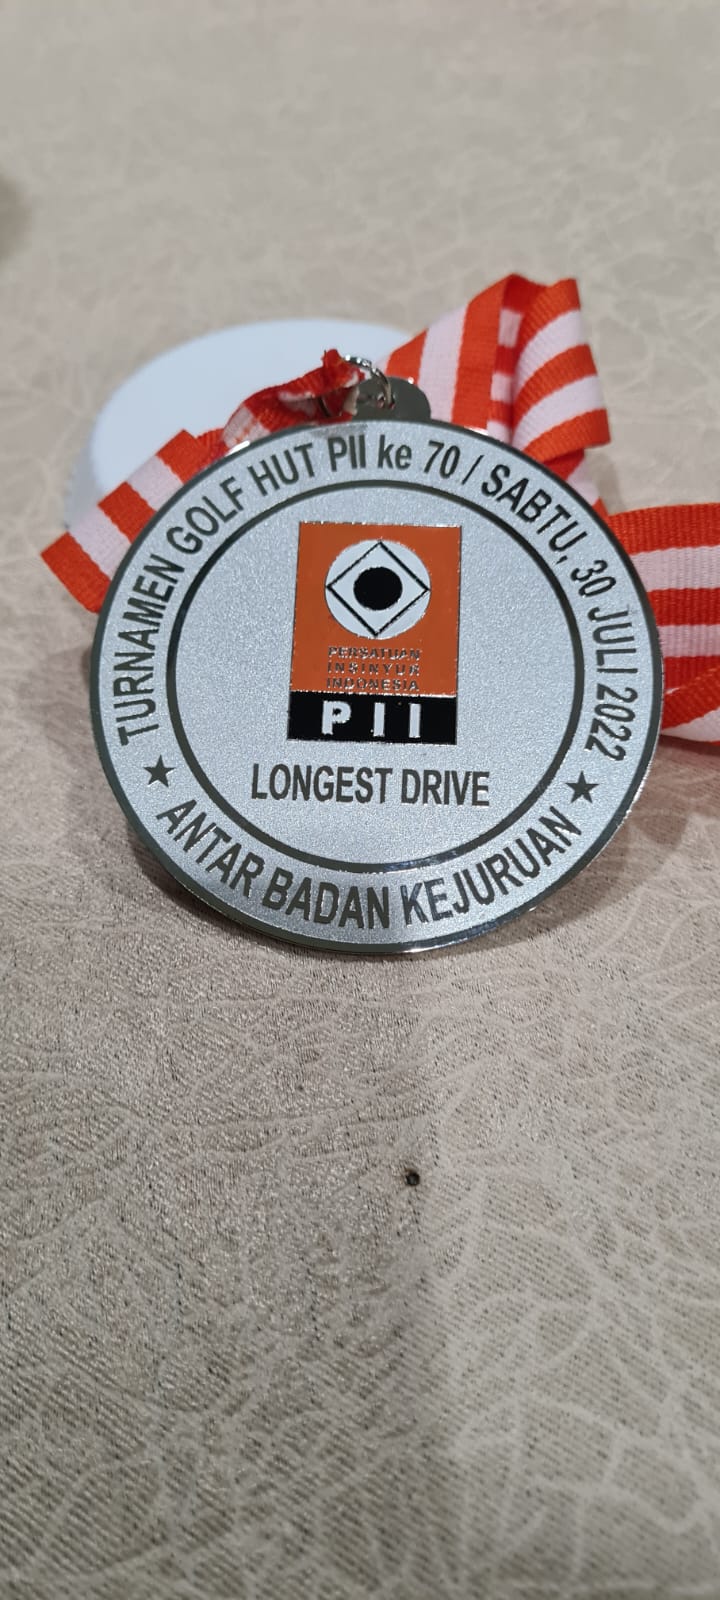 TURNAMEN GOLF HUT PII ke 70 / SABTU, 30 JULI 2022
PERSATUAN
INSINYUR
INDONESIA
PII
LONGEST DRIVE
★ ANTAR BADAN KEJURUAN ★